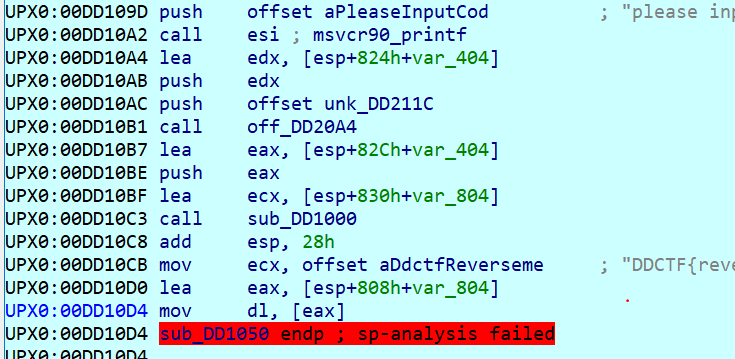 UPX0:00DD109D push offset aPleaseInputCod ; "please inp
UPX0:00DD10A2 call esi ; msvcr90_printf
UPX0:00DD10A4 lea edx, [esp+824h+var_404]
UPX0:00DD10AB push edx
UPX0:00DD10AC push offset unk_DD211C
UPX0:00DD10B1 call off_DD20A4
UPX0:00DD10B7 lea eax, [esp+82Ch+var_404]
UPX0:00DD10BE push eax
UPX0:00DD10BF lea ecx, [esp+830h+var_804]
UPX0:00DD10C3 call sub_DD1000
UPX0:00DD10C8 add esp, 28h
UPX0:00DD10CB mov ecx, offset aDdctfReverseme ; "DDCTF{reve
UPX0:00DD10D0 lea eax, [esp+808h+var_804]
UPX0:00DD10D4 mov dl, [eax]
UPX0:00DD10D4 sub_DD1050 endp ; sp-analysis failed
UPX0:00DD10D4